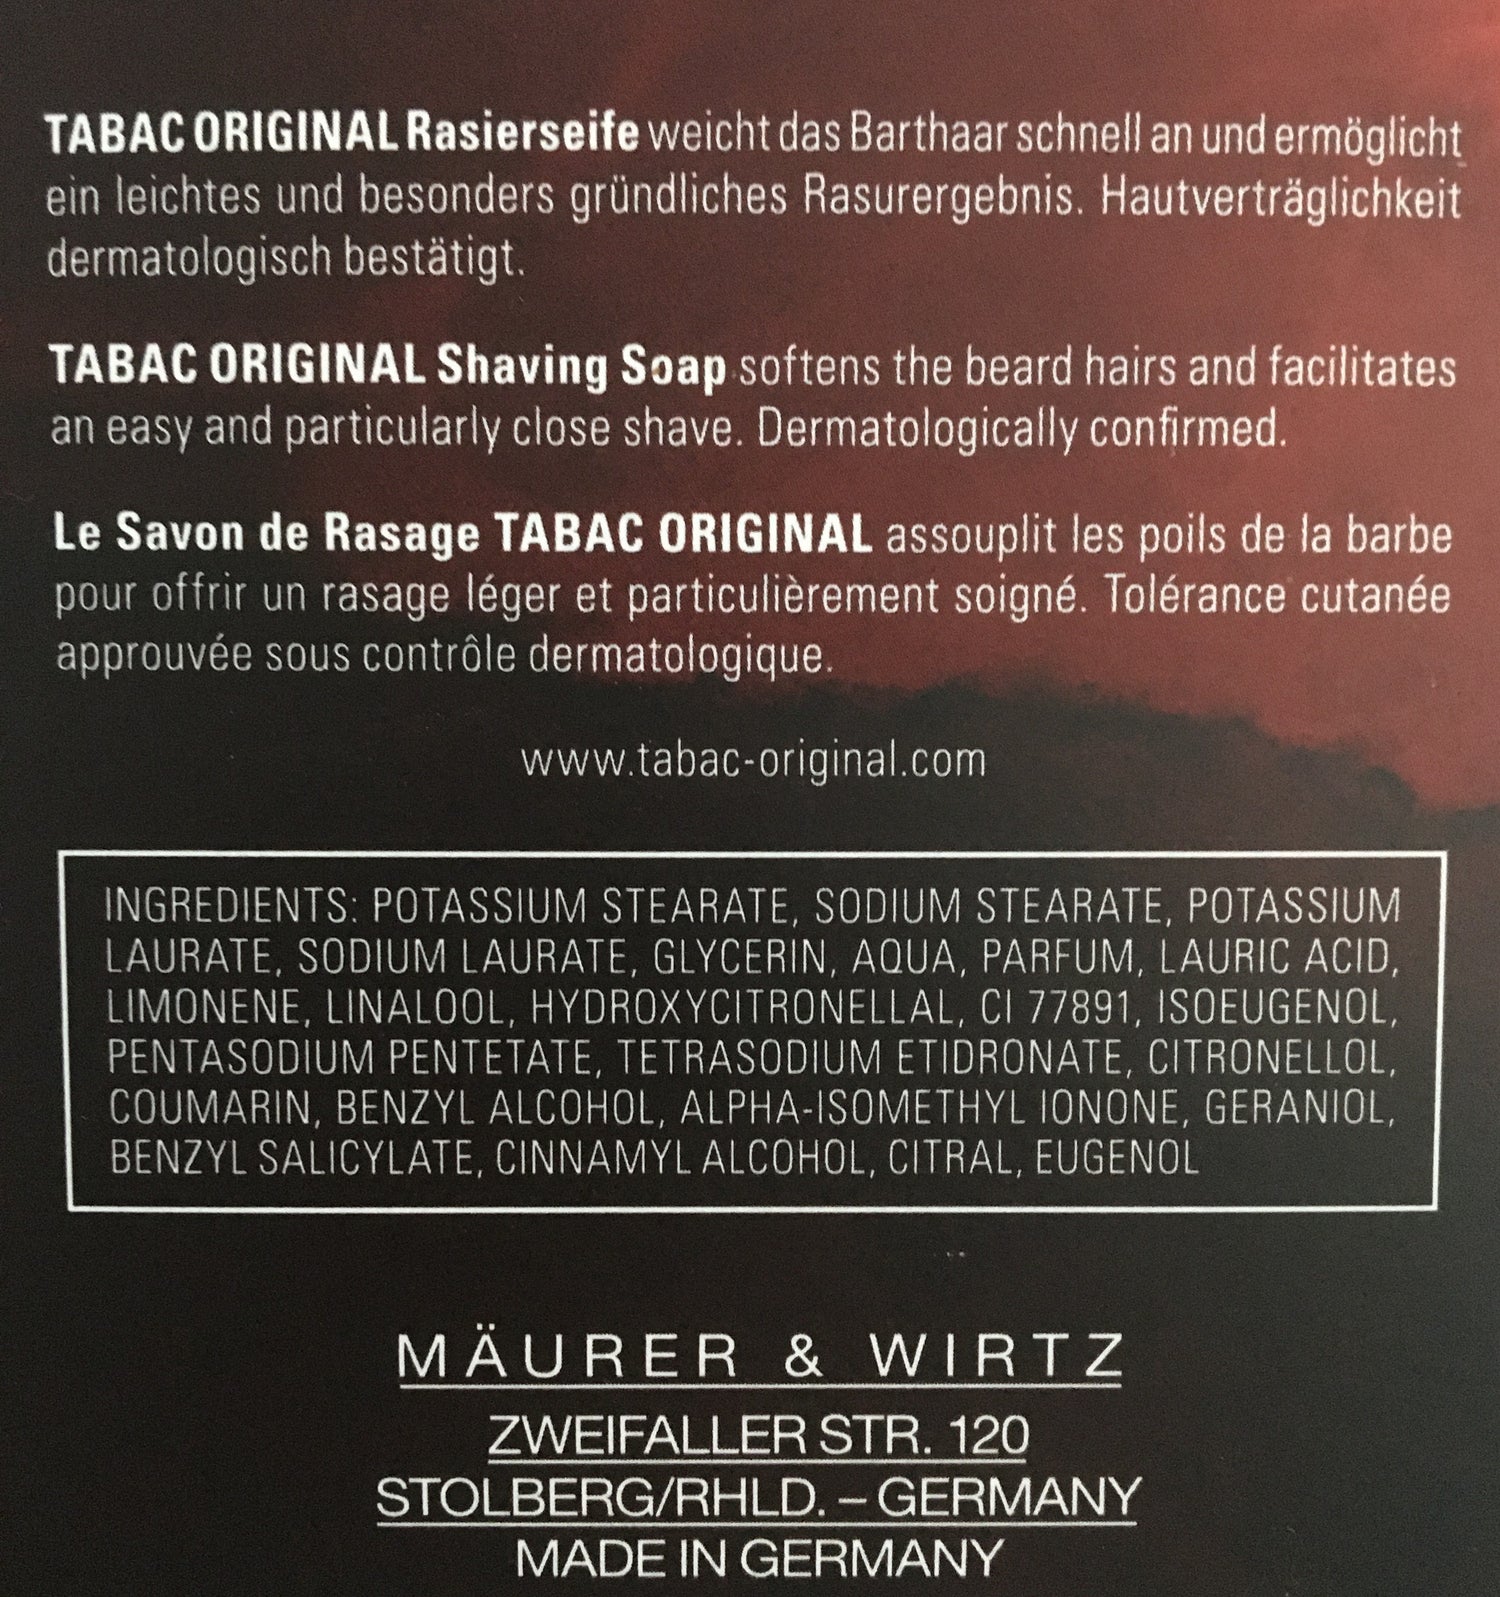 TABAC ORIGINAL Rasierseife weicht das Barthaar schnell an und ermöglicht
ein leichtes und besonders gründliches Rasurergebnis. Hautverträglichkeit
dermatologisch bestätigt.
TABAC ORIGINAL Shaving Soap softens the beard hairs and facilitates
an easy and particularly close shave. Dermatologically confirmed.
Le Savon de Rasage TABAC ORIGINAL assouplit les poils de la barbe
pour offrir un rasage léger et particulièrement soigné. Tolérance cutanée
approuvée sous contrôle dermatologique.
www.tabac-original.com
INGREDIENTS: POTASSIUM STEARATE, SODIUM STEARATE, POTASSIUM
LAURATE, SODIUM LAURATE, GLYCERIN, AQUA, PARFUM, LAURIC ACID,
LIMONENE, LINALOOL, HYDROXYCITRONELLAL, CI 77891, ISOEUGENOL,
PENTASODIUM PENTETATE, TETRASODIUM ETIDRONATE, CITRONELLOL,
COUMARIN, BENZYL ALCOHOL, ALPHA-ISOMETHYL IONONE, GERANIOL,
BENZYL SALICYLATE, CINNAMYL ALCOHOL, CITRAL, EUGENOL
MÄURER & WIRTZ
ZWEIFALLER STR. 120
STOLBERG/RHLD. – GERMANY
MADE IN GERMANY